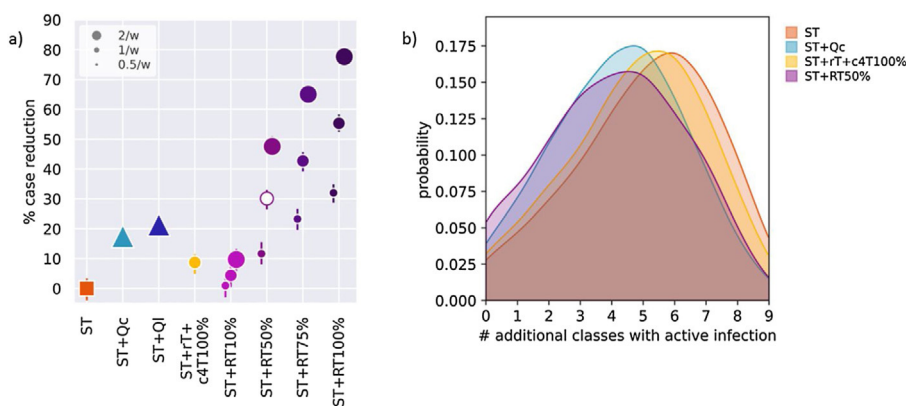 a)
90
80
70
60
50
40
30
20
10
0
% case reduction
2/w
1/w
0.5/w
ST
ST+Qc
ST+Ql
ST+rT+
c4T100%
ST+RT10%
ST+RT50%
ST+RT75%
ST+RT100%
b)
0.175
0.150
0.125
0.100
0.075
0.050
0.025
0.000
probability
0 1 2 3 4 5 6 7 8 9
# additional classes with active infection
ST
ST+Qc
ST+rT+c4T100%
ST+RT50%